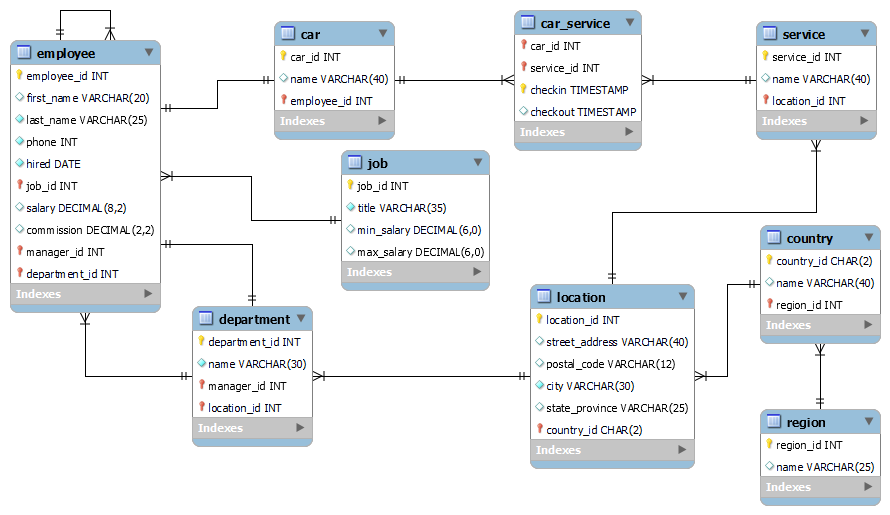 employee
employee_id INT
first_name VARCHAR(20)
last_name VARCHAR(25)
phone INT
hired DATE
job_id INT
salary DECIMAL(8,2)
commission DECIMAL(2,2)
manager_id INT
department_id INT
Indexes
car
car_id INT
name VARCHAR(40)
employee_id INT
Indexes
car_service
car_id INT
service_id INT
checkin TIMESTAMP
checkout TIMESTAMP
Indexes
service
service_id INT
name VARCHAR(40)
location_id INT
Indexes
job
job_id INT
title VARCHAR(35)
min_salary DECIMAL(6,0)
max_salary DECIMAL(6,0)
Indexes
department
department_id INT
name VARCHAR(30)
manager_id INT
location_id INT
Indexes
location
location_id INT
street_address VARCHAR(40)
postal_code VARCHAR(12)
city VARCHAR(30)
state_province VARCHAR(25)
country_id CHAR(2)
Indexes
country
country_id CHAR(2)
name VARCHAR(40)
region_id INT
Indexes
region
region_id INT
name VARCHAR(25)
Indexes